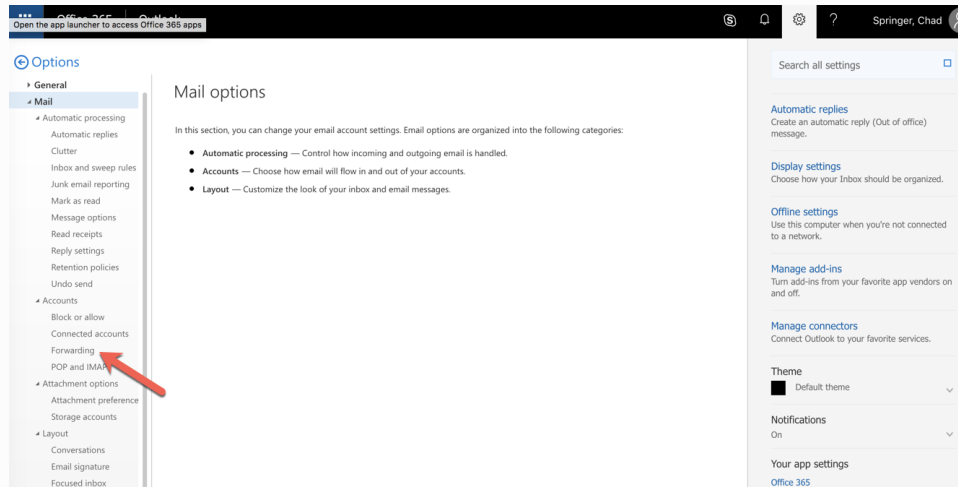 Office 365 Outlook
Open the app launcher to access Office 365 apps
Springer, Chad
Options
General
Mail
Automatic processing
Automatic replies
Clutter
Inbox and sweep rules
Junk email reporting
Mark as read
Message options
Read receipts
Reply settings
Retention policies
Undo send
Accounts
Block or allow
Connected accounts
Forwarding
POP and IMAP
Attachment options
Attachment preference
Storage accounts
Layout
Conversations
Email signature
Focused inbox
Mail options
In this section, you can change your email account settings. Email options are organized into the following categories:
Automatic processing — Control how incoming and outgoing email is handled.
Accounts — Choose how email will flow in and out of your accounts.
Layout — Customize the look of your inbox and email messages.
Search all settings
Automatic replies
Create an automatic reply (Out of office)
message.
Display settings
Choose how your Inbox should be organized.
Offline settings
Use this computer when you're not connected
to a network.
Manage add-ins
Turn add-ins from your favorite app vendors on
and off.
Manage connectors
Connect Outlook to your favorite services.
Theme
Default theme
Notifications
On
Your app settings
Office 365